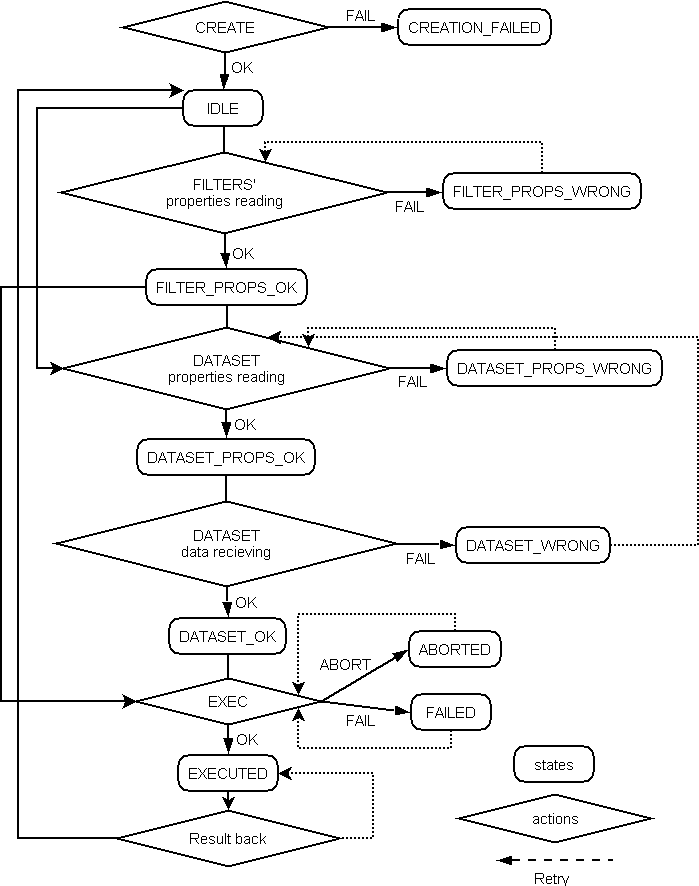 CREATE
FAIL
CREATION_FAILED
OK
IDLE
FILTERS'
properties reading
FAIL
FILTER_PROPS_WRONG
OK
FILTER_PROPS_OK
DATASET
properties reading
FAIL
DATASET_PROPS_WRONG
OK
DATASET_PROPS_OK
DATASET
data recieving
FAIL
DATASET_WRONG
OK
DATASET_OK
ABORT
ABORTED
EXEC
FAIL
FAILED
OK
EXECUTED
states
Result back
actions
Retry